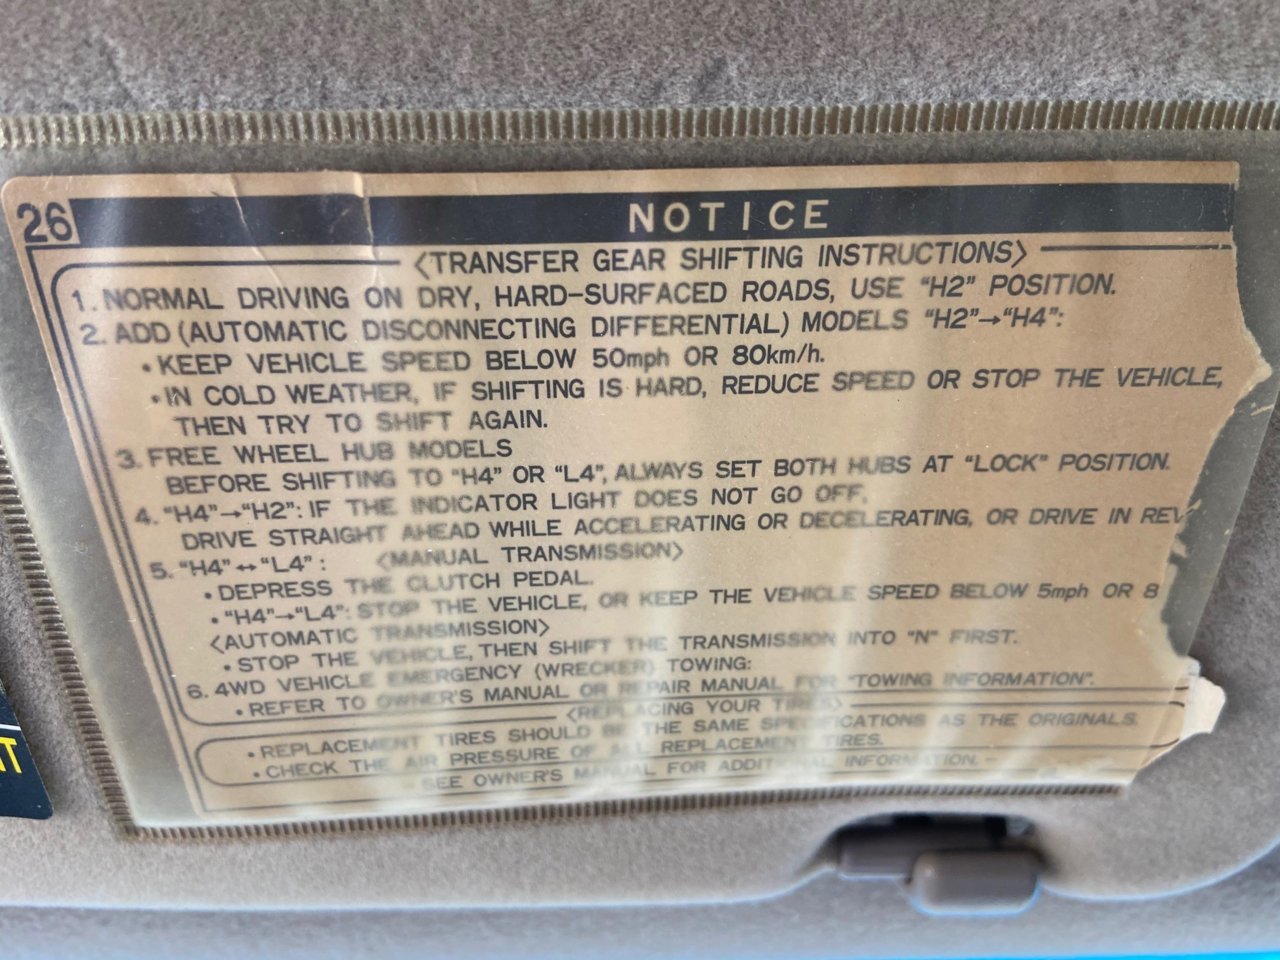 26
NOTICE
<TRANSFER GEAR SHIFTING INSTRUCTIONS>
1. NORMAL DRIVING ON DRY, HARD-SURFACED ROADS, USE "H2" POSITION.
2. ADD (AUTOMATIC DISCONNECTING DIFFERENTIAL) MODELS "H2"→"H4":
• KEEP VEHICLE SPEED BELOW 50mph OR 80km/h.
• IN COLD WEATHER, IF SHIFTING IS HARD, REDUCE SPEED OR STOP THE VEHICLE,
THEN TRY TO SHIFT AGAIN.
3. FREE WHEEL HUB MODELS
BEFORE SHIFTING TO "H4" OR "L4", ALWAYS SET BOTH HUBS AT "LOCK" POSITION.
4. "H4"→"H2": IF THE INDICATOR LIGHT DOES NOT GO OFF,
DRIVE STRAIGHT AHEAD WHILE ACCELERATING OR DECELERATING, OR DRIVE IN REV
5. "H4"↔"L4": <MANUAL TRANSMISSION>
• DEPRESS THE CLUTCH PEDAL.
• "H4"→"L4": STOP THE VEHICLE, OR KEEP THE VEHICLE SPEED BELOW 5mph OR 8
<AUTOMATIC TRANSMISSION>
• STOP THE VEHICLE, THEN SHIFT THE TRANSMISSION INTO "N" FIRST.
6. 4WD VEHICLE EMERGENCY (WRECKER) TOWING:
• REFER TO OWNER'S MANUAL OR REPAIR MANUAL FOR "TOWING INFORMATION".
<REPLACING YOUR TIRES>
• REPLACEMENT TIRES SHOULD BE THE SAME SPECIFICATIONS AS THE ORIGINALS.
• CHECK THE AIR PRESSURE OF ALL REPLACEMENT TIRES.
— SEE OWNER'S MANUAL FOR ADDITIONAL INFORMATION. —